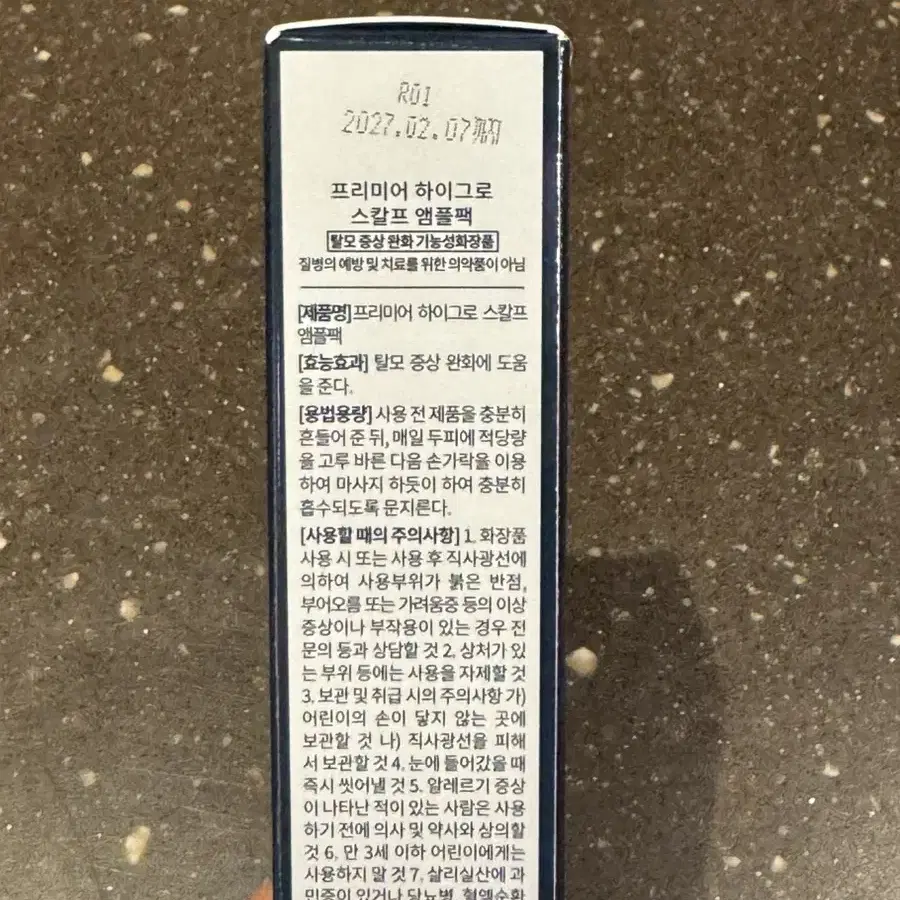 R01
2027.02.07까지
프리미어 하이그로
스칼프 앰플팩
탈모 증상 완화 기능성화장품
질병의 예방 및 치료를 위한 의약품이 아님
[제품명] 프리미어 하이그로 스칼프
앰플팩
[효능효과] 탈모 증상 완화에 도움
을 준다.
[용법용량] 사용 전 제품을 충분히
흔들어 준 뒤, 매일 두피에 적당량
을 고루 바른 다음 손가락을 이용
하여 마사지 하듯이 하여 충분히
흡수되도록 문지른다.
[사용할 때의 주의사항] 1. 화장품
사용 시 또는 사용 후 직사광선에
의하여 사용부위가 붉은 반점,
부어오름 또는 가려움증 등의 이상
증상이나 부작용이 있는 경우 전
문의 등과 상담할 것 2. 상처가 있
는 부위 등에는 사용을 자제할 것
3. 보관 및 취급 시의 주의사항 가)
어린이의 손이 닿지 않는 곳에
보관할 것 나) 직사광선을 피해
서 보관할 것 4. 눈에 들어갔을 때
즉시 씻어낼 것 5. 알레르기 증상
이 나타난 적이 있는 사람은 사용
하기 전에 의사 및 약사와 상의할
것 6. 만 3세 이하 어린이에게는
사용하지 말 것 7. 살리실산에 과
민증이 있거나 당뇨병, 혈액순환